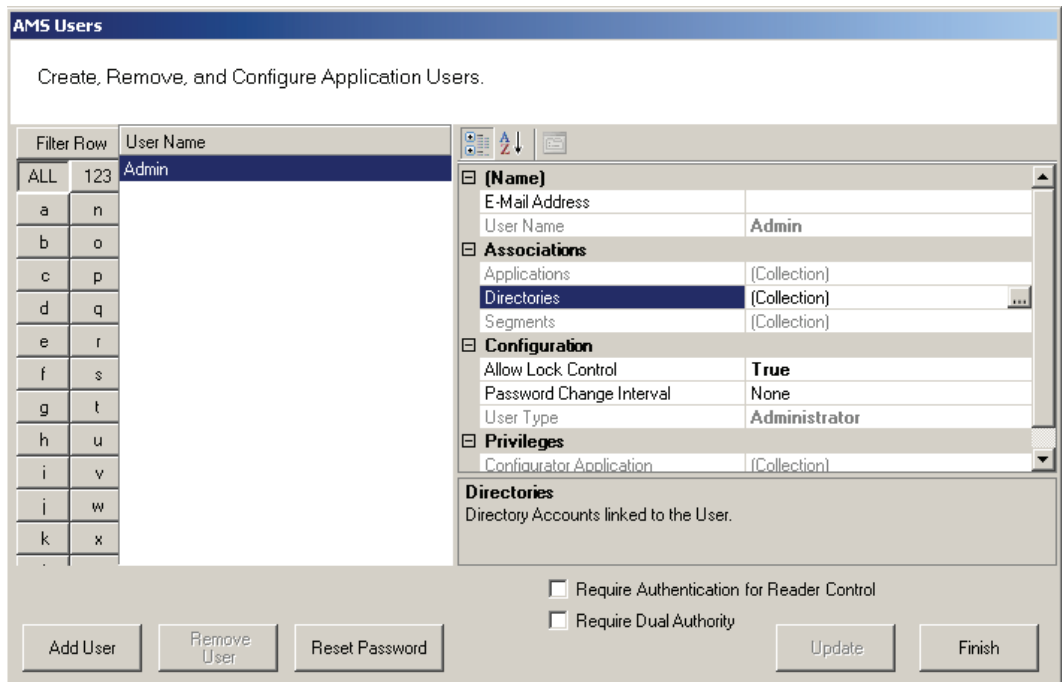 AMS Users
Create, Remove, and Configure Application Users.
Filter Row
ALL 123
a n
b o
c p
d q
e r
f s
g t
h u
i v
j w
k x
User Name
Admin
(Name)
E-Mail Address
User Name Admin
Associations
Applications (Collection)
Directories (Collection) ...
Segments (Collection)
Configuration
Allow Lock Control True
Password Change Interval None
User Type Administrator
Privileges
Configurator Application (Collection)
Directories
Directory Accounts linked to the User.
Require Authentication for Reader Control
Require Dual Authority
Add User
Remove
User
Reset Password
Update
Finish